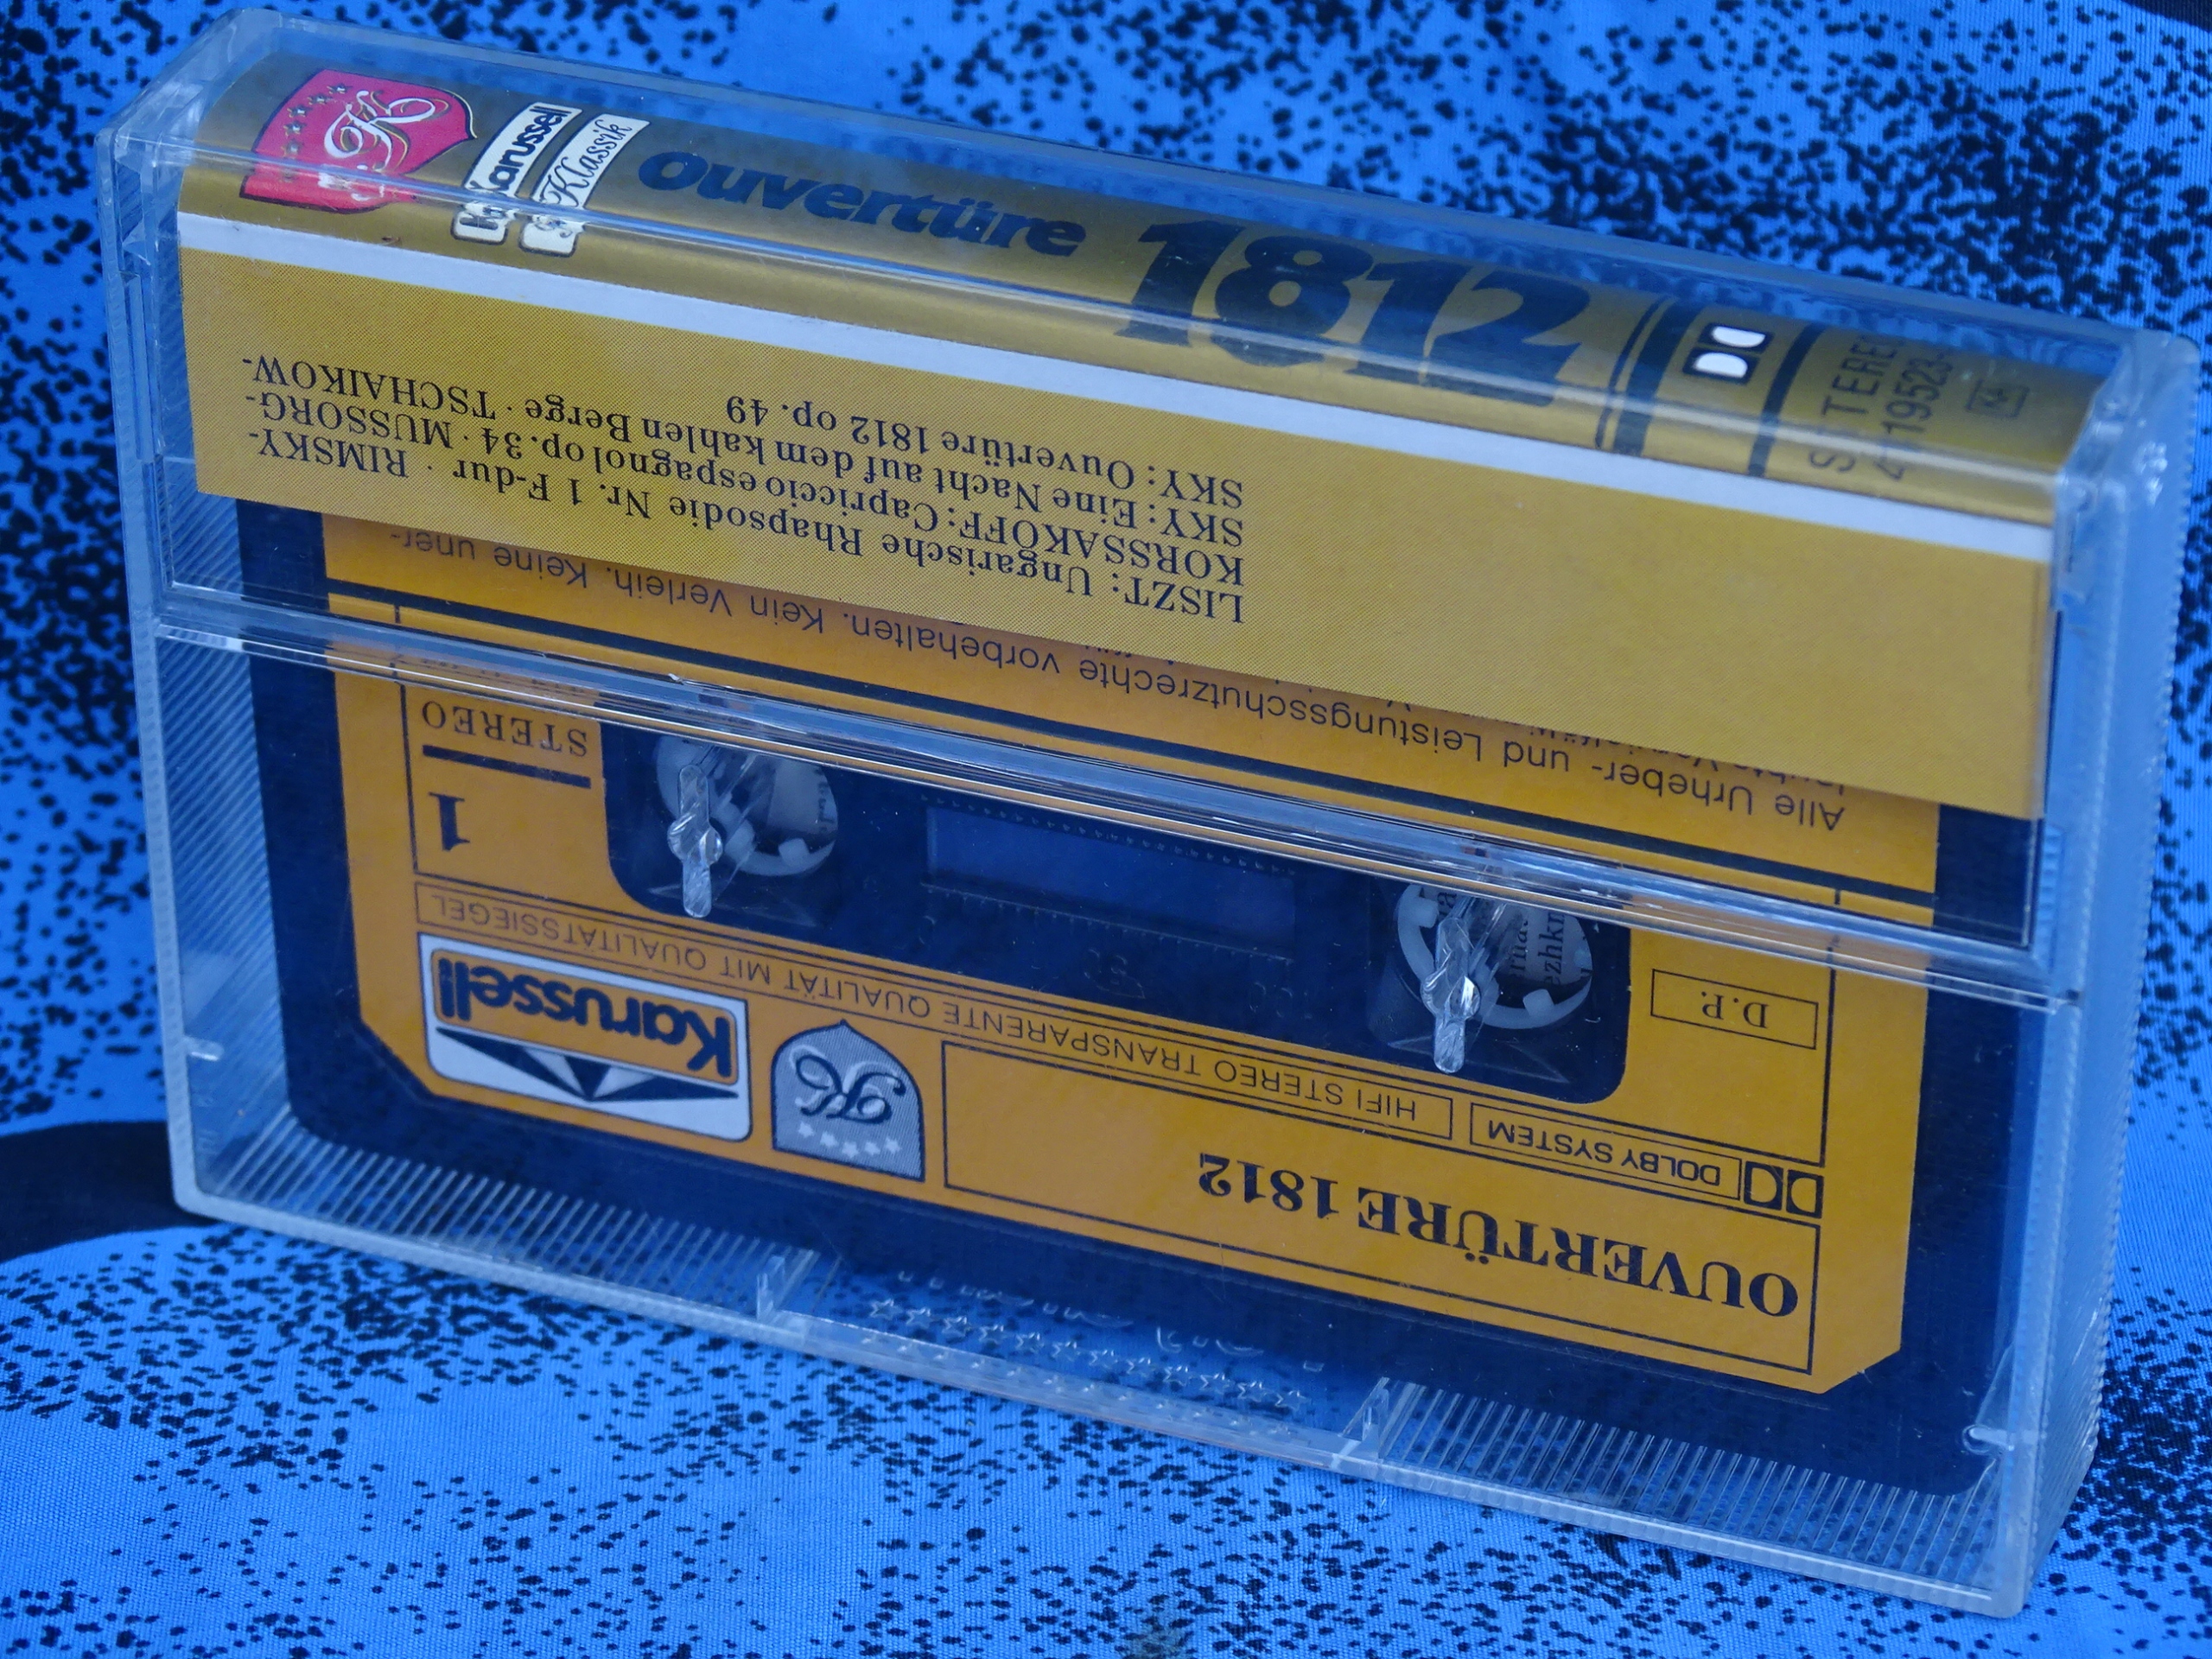 Karussell
Klassik
ouvertüre
1812
STEREO
19523
LISZT: Ungarische Rhapsodie Nr. 1 F-dur · RIMSKY-
KORSSAKOFF: Capriccio espagnol op. 34 · MUSSORG-
SKY: Eine Nacht auf dem kahlen Berge · TSCHAIKOW-
SKY: Ouvertüre 1812 op. 49
OUVERTÜRE 1812
K
Karussell
DOLBY SYSTEM
HIFI STEREO TRANSPARENTE QUALITÄT MIT QUALITÄTSSIEGEL
D.P.
1
STEREO
Alle Urheber- und Leistungsschutzrechte vorbehalten. Kein Verleih. Keine uner-